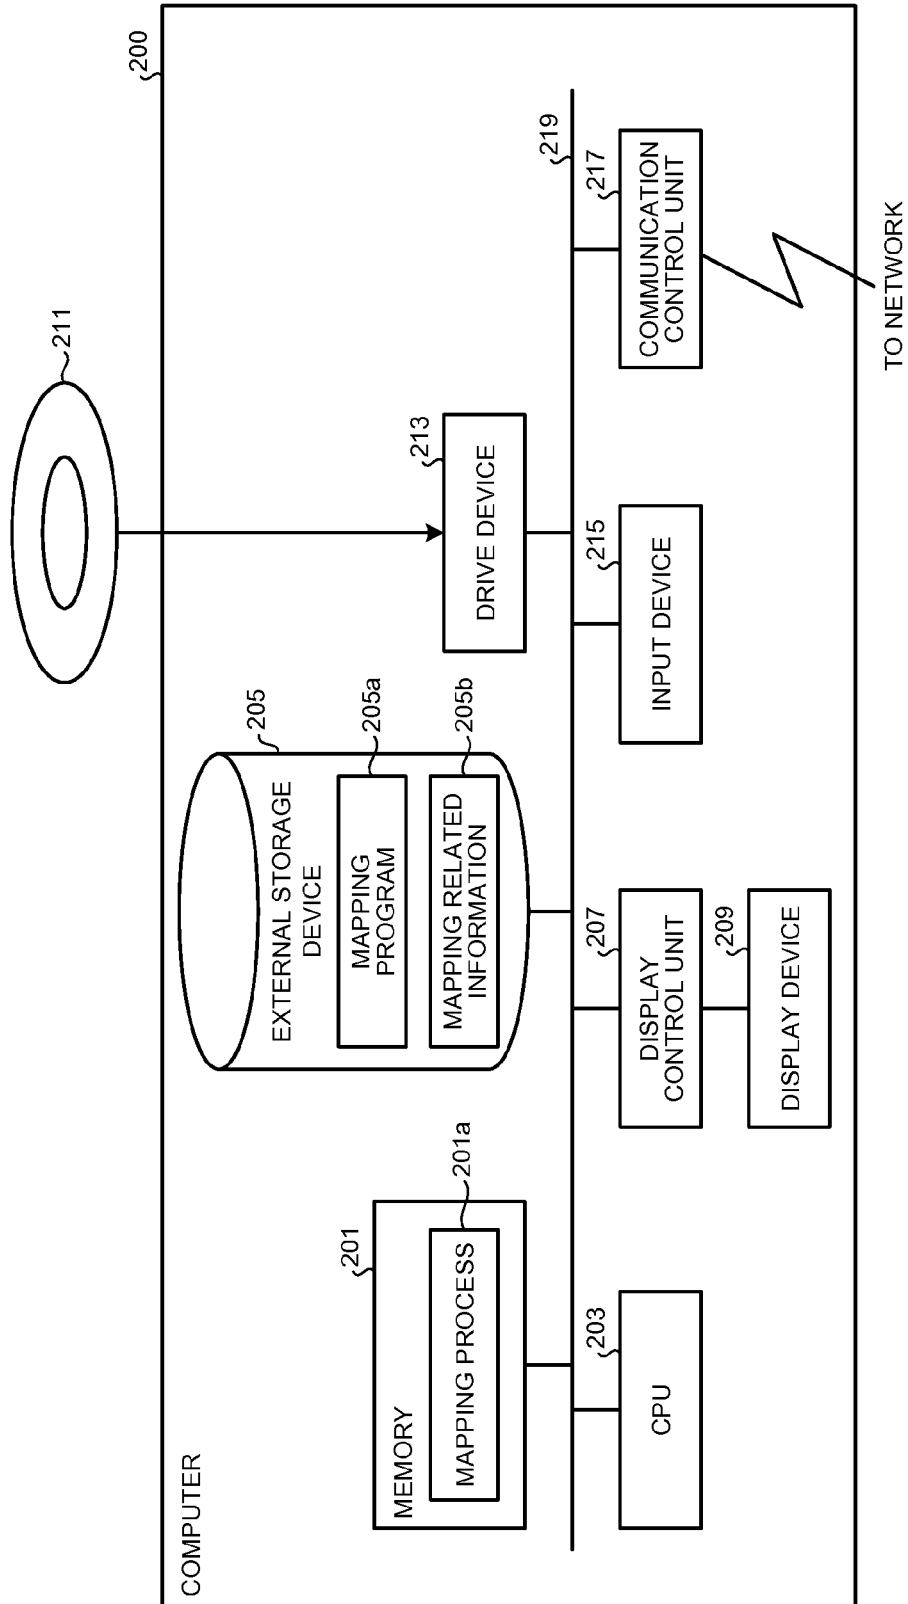 211
COMPUTER
200
MEMORY
201
MAPPING PROCESS
201a
EXTERNAL STORAGE
DEVICE
205
MAPPING
PROGRAM
205a
MAPPING RELATED
INFORMATION
205b
DRIVE DEVICE
213
219
CPU
203
DISPLAY
CONTROL UNIT
207
DISPLAY DEVICE
209
INPUT DEVICE
215
COMMUNICATION
CONTROL UNIT
217
TO NETWORK